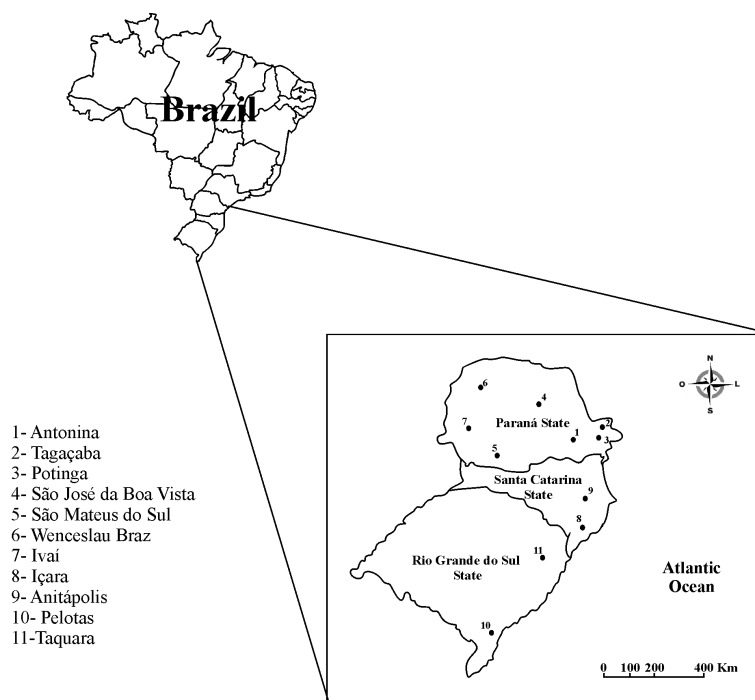 Brazil
1- Antonina
2- Tagaçaba
3- Potinga
4- São José da Boa Vista
5- São Mateus do Sul
6- Wenceslau Braz
7- Ivaí
8- Içara
9- Anitápolis
10- Pelotas
11-Taquara
N
O L
S
6
4
7
Paraná State
2
1
3
5
Santa Catarina
State
9
8
11
Rio Grande do Sul
State
Atlantic
Ocean
10
0 100 200 400 Km